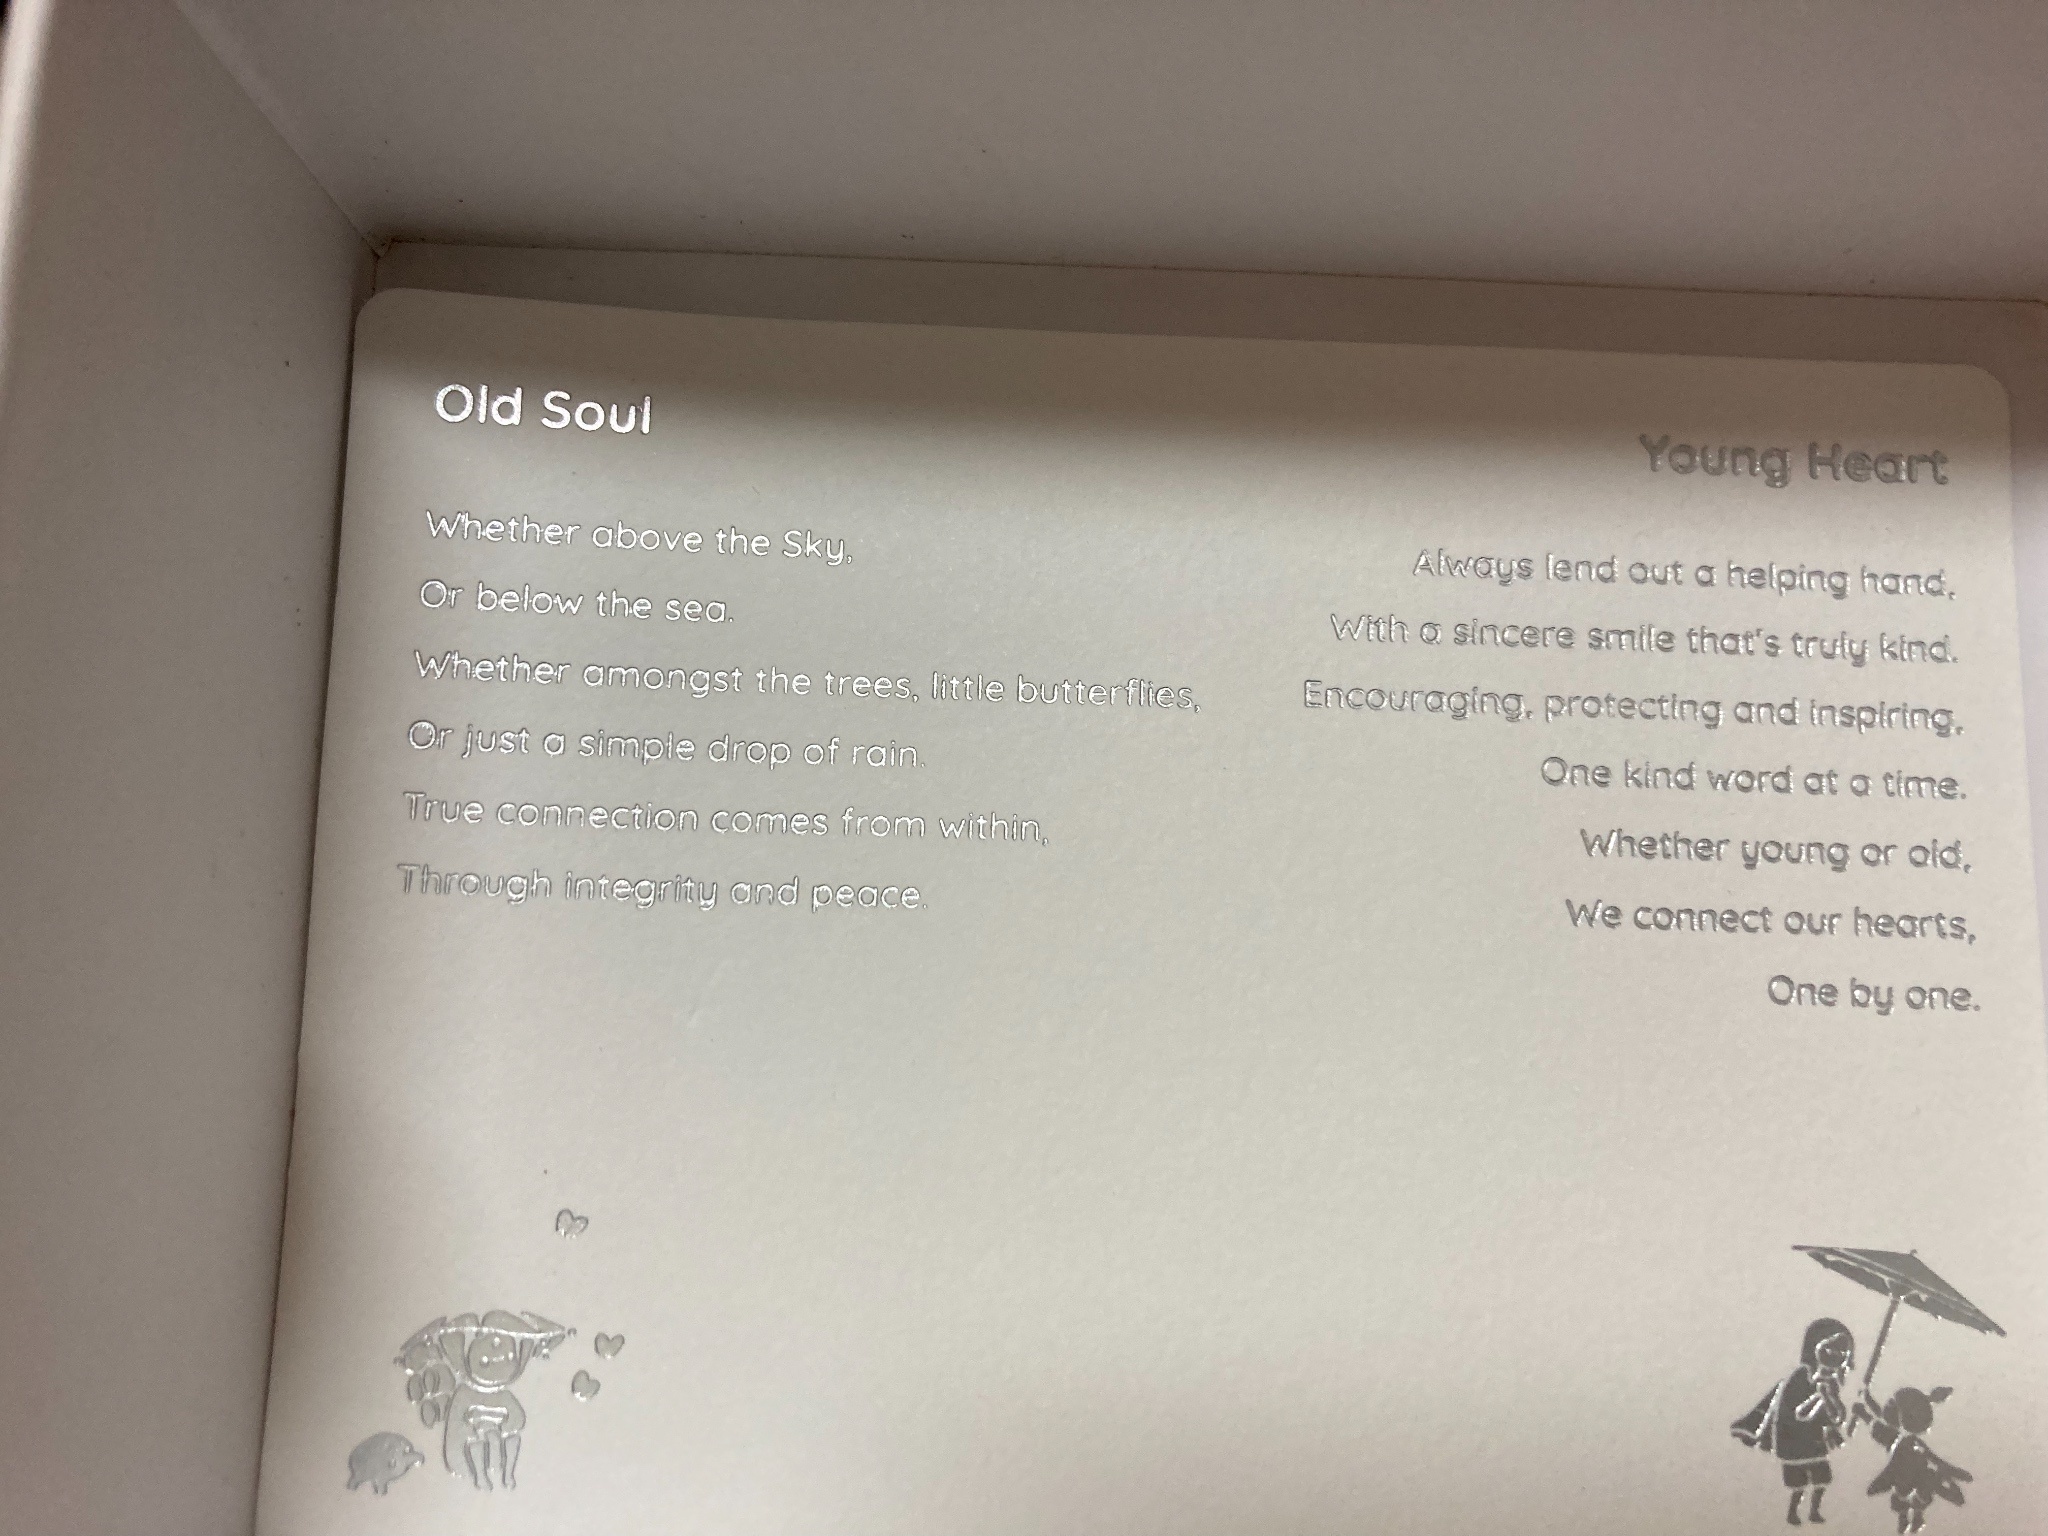 Old Soul
Whether above the Sky,
Or below the sea.
Whether amongst the trees, little butterflies,
Or just a simple drop of rain.
True connection comes from within,
Through integrity and peace.
Young Heart
Always lend out a helping hand,
With a sincere smile that's truly kind.
Encouraging, protecting and inspiring,
One kind word at a time.
Whether young or old,
We connect our hearts,
One by one.